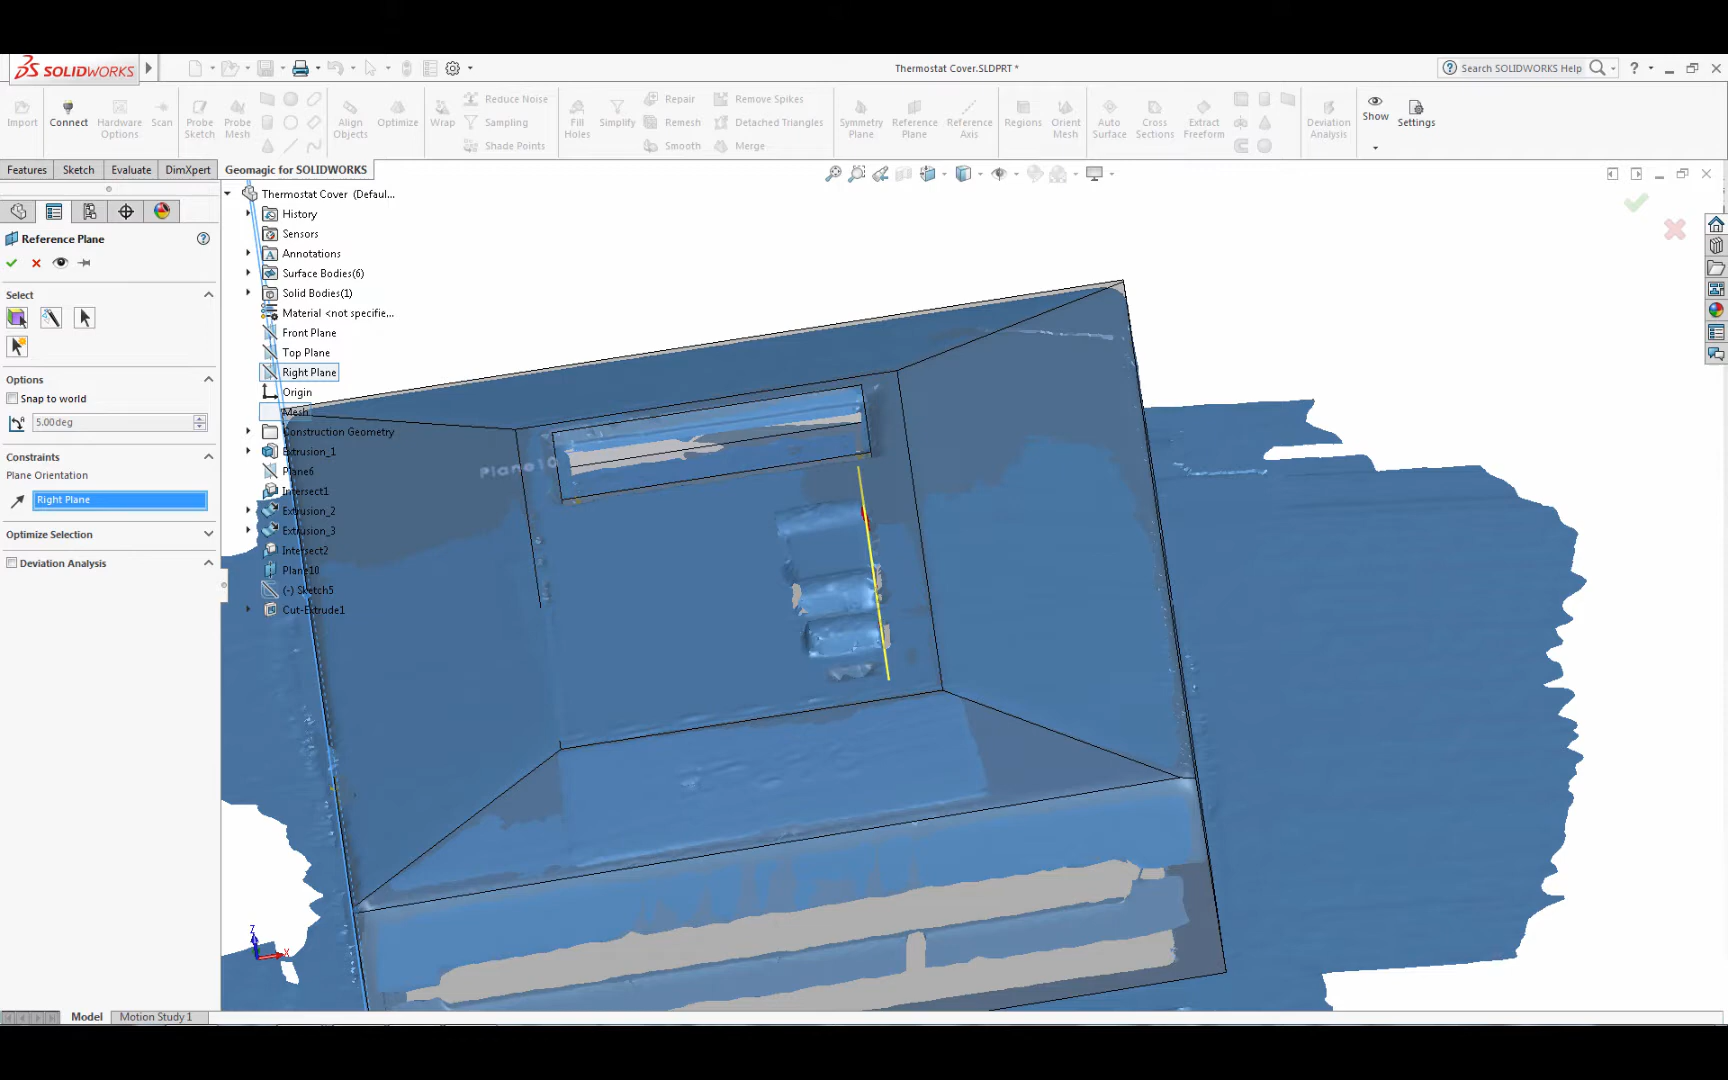 SOLIDWORKS
Thermostat Cover.SLDPRT *
Search SOLIDWORKS Help
?
Import
Connect
Hardware Options
Scan
Probe Sketch
Probe Mesh
Align Objects
Optimize
Wrap
Reduce Noise
Sampling
Shade Points
Fill Holes
Simplify
Repair
Remesh
Smooth
Remove Spikes
Detached Triangles
Merge
Symmetry Plane
Reference Plane
Reference Axis
Regions
Orient Mesh
Auto Surface
Cross Sections
Extract Freeform
Deviation Analysis
Show
Settings
Features
Sketch
Evaluate
DimXpert
Geomagic for SOLIDWORKS
Reference Plane
?
Select
Options
Snap to world
5.00deg
Constraints
Plane Orientation
Right Plane
Optimize Selection
Deviation Analysis
Thermostat Cover (Defaul...
History
Sensors
Annotations
Surface Bodies(6)
Solid Bodies(1)
Material <not specifie...
Front Plane
Top Plane
Right Plane
Origin
Mesh
Construction Geometry
Extrusion_1
Plane6
Intersect1
Extrusion_2
Extrusion_3
Intersect2
Plane10
(-) Sketch5
Cut-Extrude1
Plane10
Z
X
Model
Motion Study 1